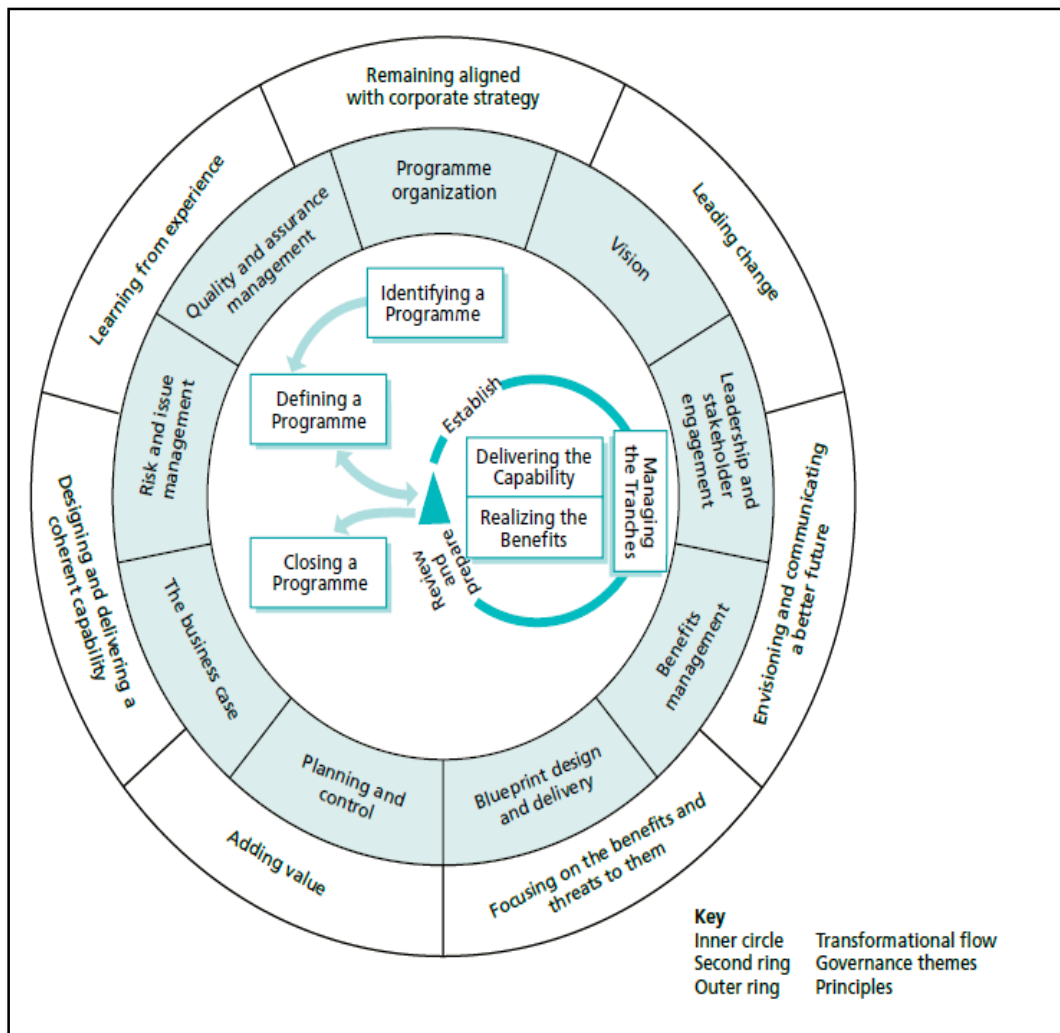 Remaining aligned
with corporate strategy
Leading change
Envisioning and communicating
a better future
Focusing on the benefits and
threats to them
Adding value
Designing and delivering a
coherent capability
Learning from experience
Programme
organization
Vision
Leadership and
stakeholder
engagement
Benefits
management
Blueprint design
and delivery
Planning and
control
The business case
Risk and issue
management
Quality and assurance
management
Identifying a
Programme
Defining a
Programme
Closing a
Programme
Establish
Delivering the
Capability
Realizing the
Benefits
Managing
the Tranches
Review
and
prepare
Key
Inner circle Transformational flow
Second ring Governance themes
Outer ring Principles